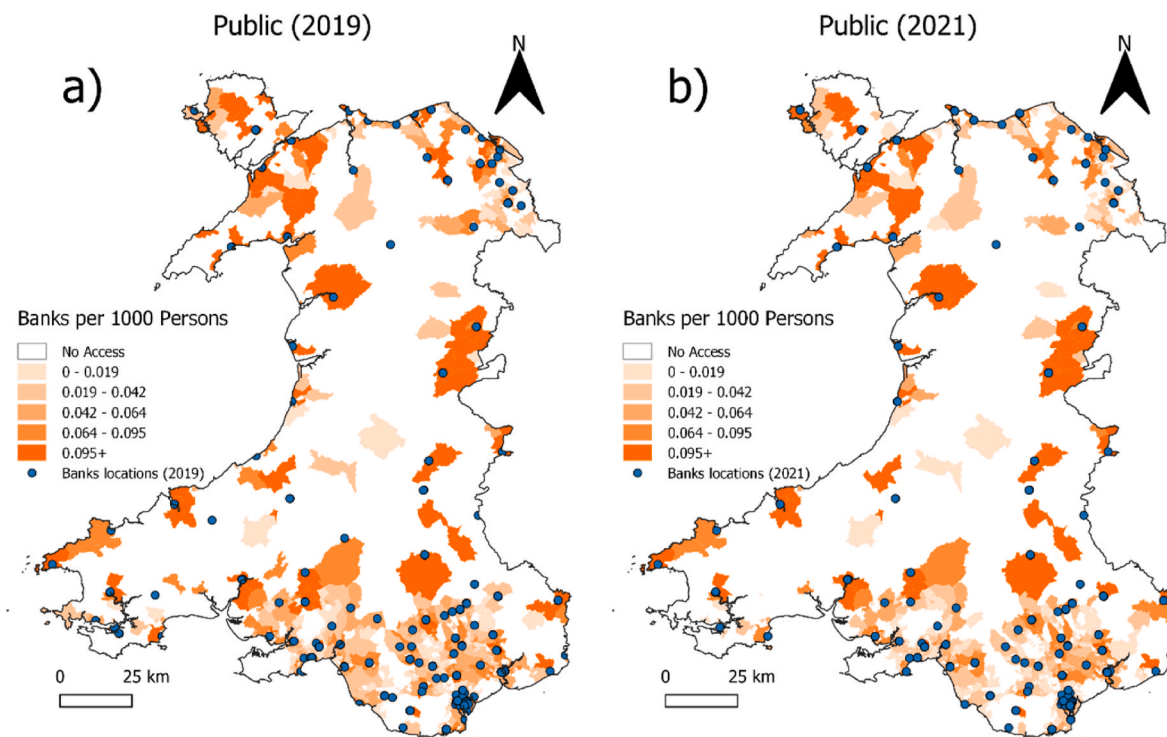 Public (2019)
a)
N
Banks per 1000 Persons
No Access
0 - 0.019
0.019 - 0.042
0.042 - 0.064
0.064 - 0.095
0.095+
Banks locations (2019)
0 25 km
Public (2021)
b)
N
Banks per 1000 Persons
No Access
0 - 0.019
0.019 - 0.042
0.042 - 0.064
0.064 - 0.095
0.095+
Banks locations (2021)
0 25 km